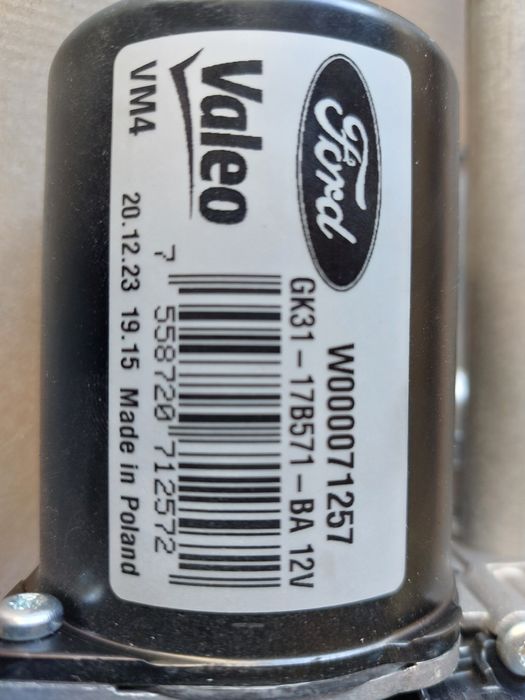 Ford
W000071257
GK31-17B571-BA 12V
Valeo
7 558720 712572
VM4 20.12.23 19.15 Made in Poland